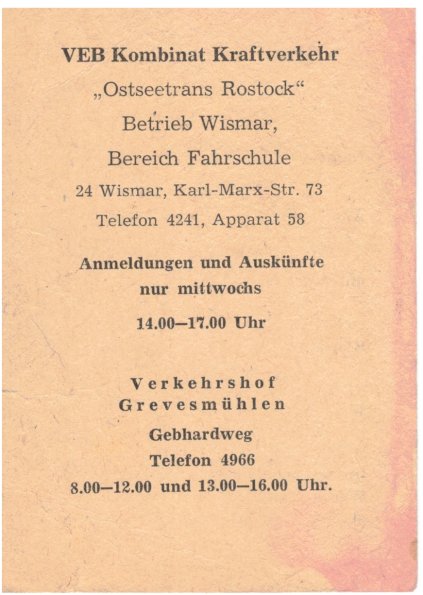 VEB Kombinat Kraftverkehr
„Ostseetrans Rostock“
Betrieb Wismar,
Bereich Fahrschule
24 Wismar, Karl-Marx-Str. 73
Telefon 4241, Apparat 58
Anmeldungen und Auskünfte
nur mittwochs
14.00—17.00 Uhr
Verkehrshof
Grevesmühlen
Gebhardweg
Telefon 4966
8.00—12.00 und 13.00—16.00 Uhr.